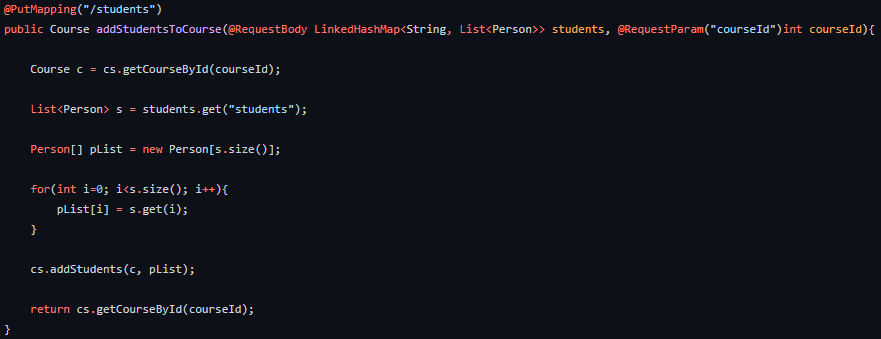 @PutMapping("/students")
public Course addStudentsToCourse(@RequestBody LinkedHashMap<String, List<Person>> students, @RequestParam("courseId")int courseId){
Course c = cs.getCourseById(courseId);
List<Person> s = students.get("students");
Person[] pList = new Person[s.size()];
for(int i=0; i<s.size(); i++){
pList[i] = s.get(i);
}
cs.addStudents(c, pList);
return cs.getCourseById(courseId);
}